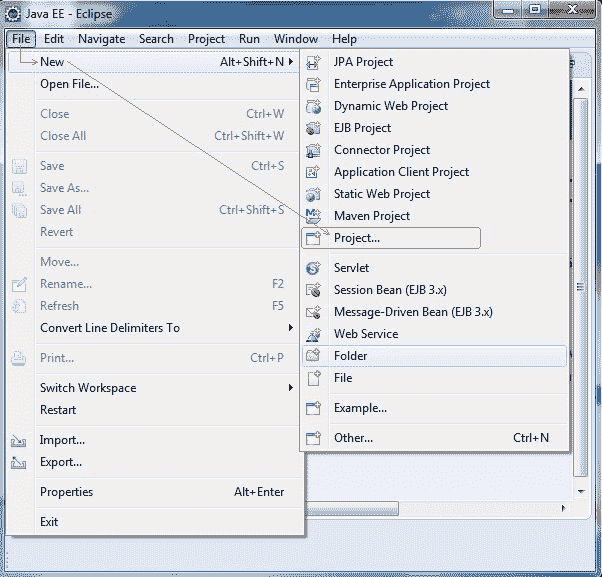 Java EE - Eclipse
File Edit Navigate Search Project Run Window Help
New Alt+Shift+N
Open File...
Close Ctrl+W
Close All Ctrl+Shift+W
Save Ctrl+S
Save As...
Save All Ctrl+Shift+S
Revert
Move...
Rename... F2
Refresh F5
Convert Line Delimiters To
Print... Ctrl+P
Switch Workspace
Restart
Import...
Export...
Properties Alt+Enter
Exit
JPA Project
Enterprise Application Project
Dynamic Web Project
EJB Project
Connector Project
Application Client Project
Static Web Project
Maven Project
Project...
Servlet
Session Bean (EJB 3.x)
Message-Driven Bean (EJB 3.x)
Web Service
Folder
File
Example...
Other... Ctrl+N